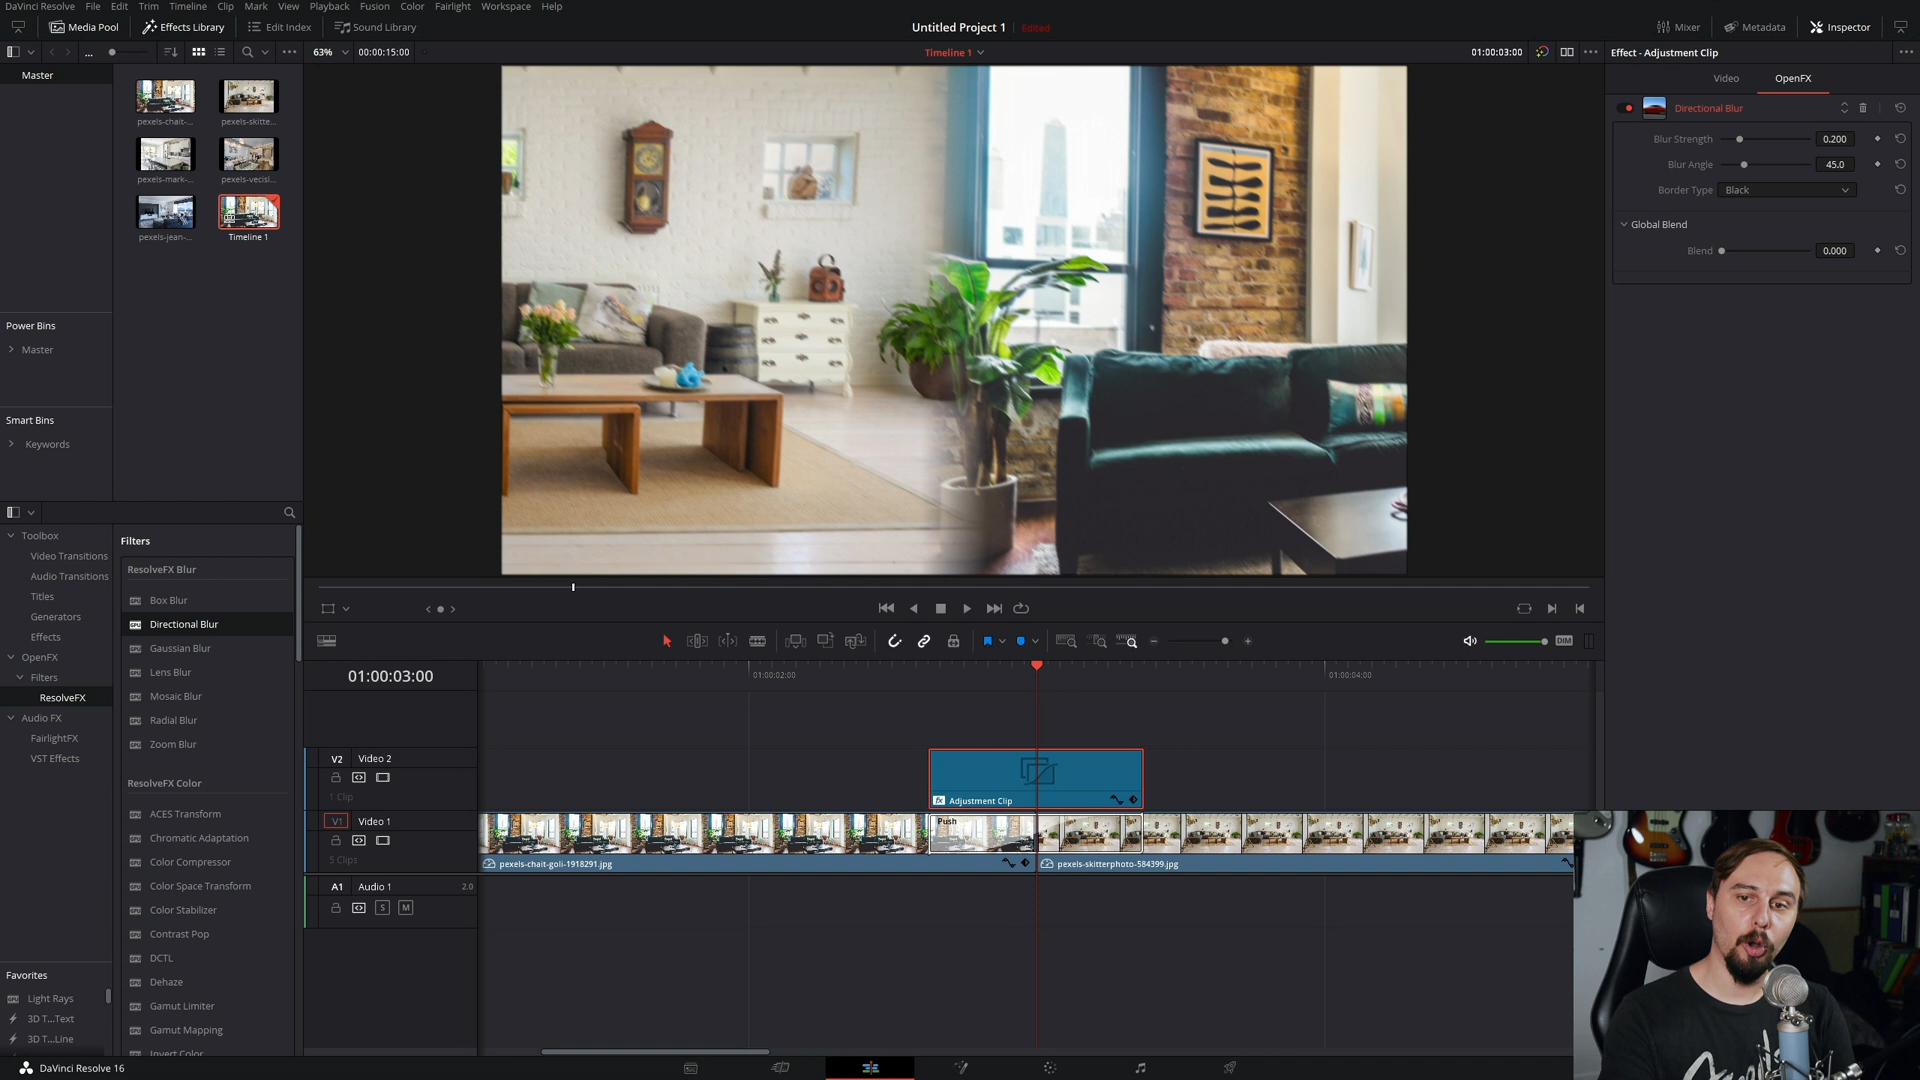 DaVinci Resolve File Edit Trim Timeline Clip Mark View Playback Fusion Color Fairlight Workspace Help
Media Pool Effects Library Edit Index Sound Library Untitled Project 1 Edited Mixer Metadata Inspector
63% 00:00:15:00 Timeline 1 01:00:03:00 Effect - Adjustment Clip
Master
Video OpenFX
pexels-chait-... pexels-skitte...
pexels-mark-... pexels-vecisl...
pexels-jean-... Timeline 1
Directional Blur
Blur Strength 0.200
Blur Angle 45.0
Border Type Black
Global Blend
Blend 0.000
Power Bins
Master
Smart Bins
Keywords
Toolbox
Video Transitions
Audio Transitions
Titles
Generators
Effects
OpenFX
Filters
ResolveFX
Audio FX
FairlightFX
VST Effects
Favorites
Light Rays
3D T...Text
3D T...Line
Filters
ResolveFX Blur
Box Blur
Directional Blur
Gaussian Blur
Lens Blur
Mosaic Blur
Radial Blur
Zoom Blur
ResolveFX Color
ACES Transform
Chromatic Adaptation
Color Compressor
Color Space Transform
Color Stabilizer
Contrast Pop
DCTL
Dehaze
Gamut Limiter
Gamut Mapping
Invert Color
DIM
01:00:03:00 01:00:02:00 01:00:04:00
V2 Video 2
1 Clip
Adjustment Clip
V1 Video 1
5 Clips
Push
pexels-chait-goli-1918291.jpg pexels-skitterphoto-584399.jpg
A1 Audio 1 2.0
S M
DaVinci Resolve 16